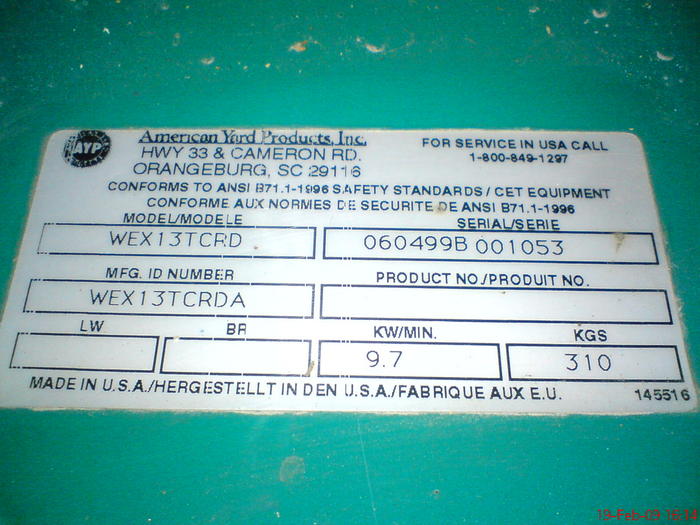 AYP
American Yard Products, Inc.
HWY 33 & CAMERON RD.
ORANGEBURG, SC 29116
FOR SERVICE IN USA CALL
1-800-849-1297
CONFORMS TO ANSI B71.1-1996 SAFETY STANDARDS / CET EQUIPMENT
CONFORME AUX NORMES DE SECURITE DE ANSI B71.1-1996
MODEL/MODELE
SERIAL/SERIE
WEX13TCRD
060499B 001053
MFG. ID NUMBER
PRODUCT NO./PRODUIT NO.
WEX13TCRDA
LW
BR
KW/MIN.
KGS
9.7
310
MADE IN U.S.A./HERGESTELLT IN DEN U.S.A./FABRIQUE AUX E.U.
145516